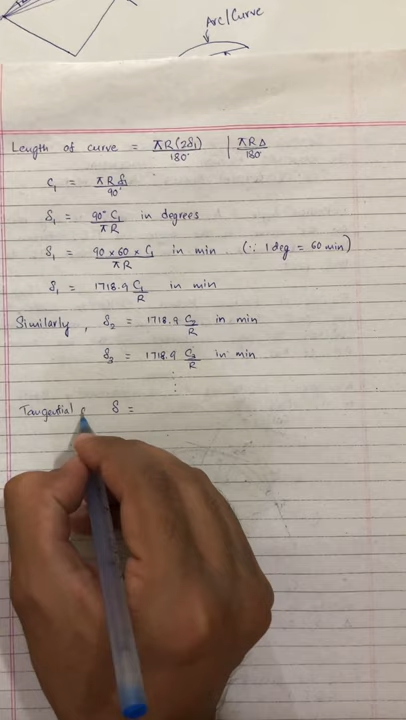 Arc/Curve
Length of curve = πR(2δ₁)/180° | πRΔ/180
C₁ = πRδ₁/90°
δ₁ = 90° C₁/πR in degrees
δ₁ = 90 × 60 × C₁/πR in min (∵ 1 deg = 60 min)
δ₁ = 1718.9 C₁/R in min
Similarly, δ₂ = 1718.9 C₂/R in min
δ₃ = 1718.9 C₃/R in min
⋮
Tangential δ =